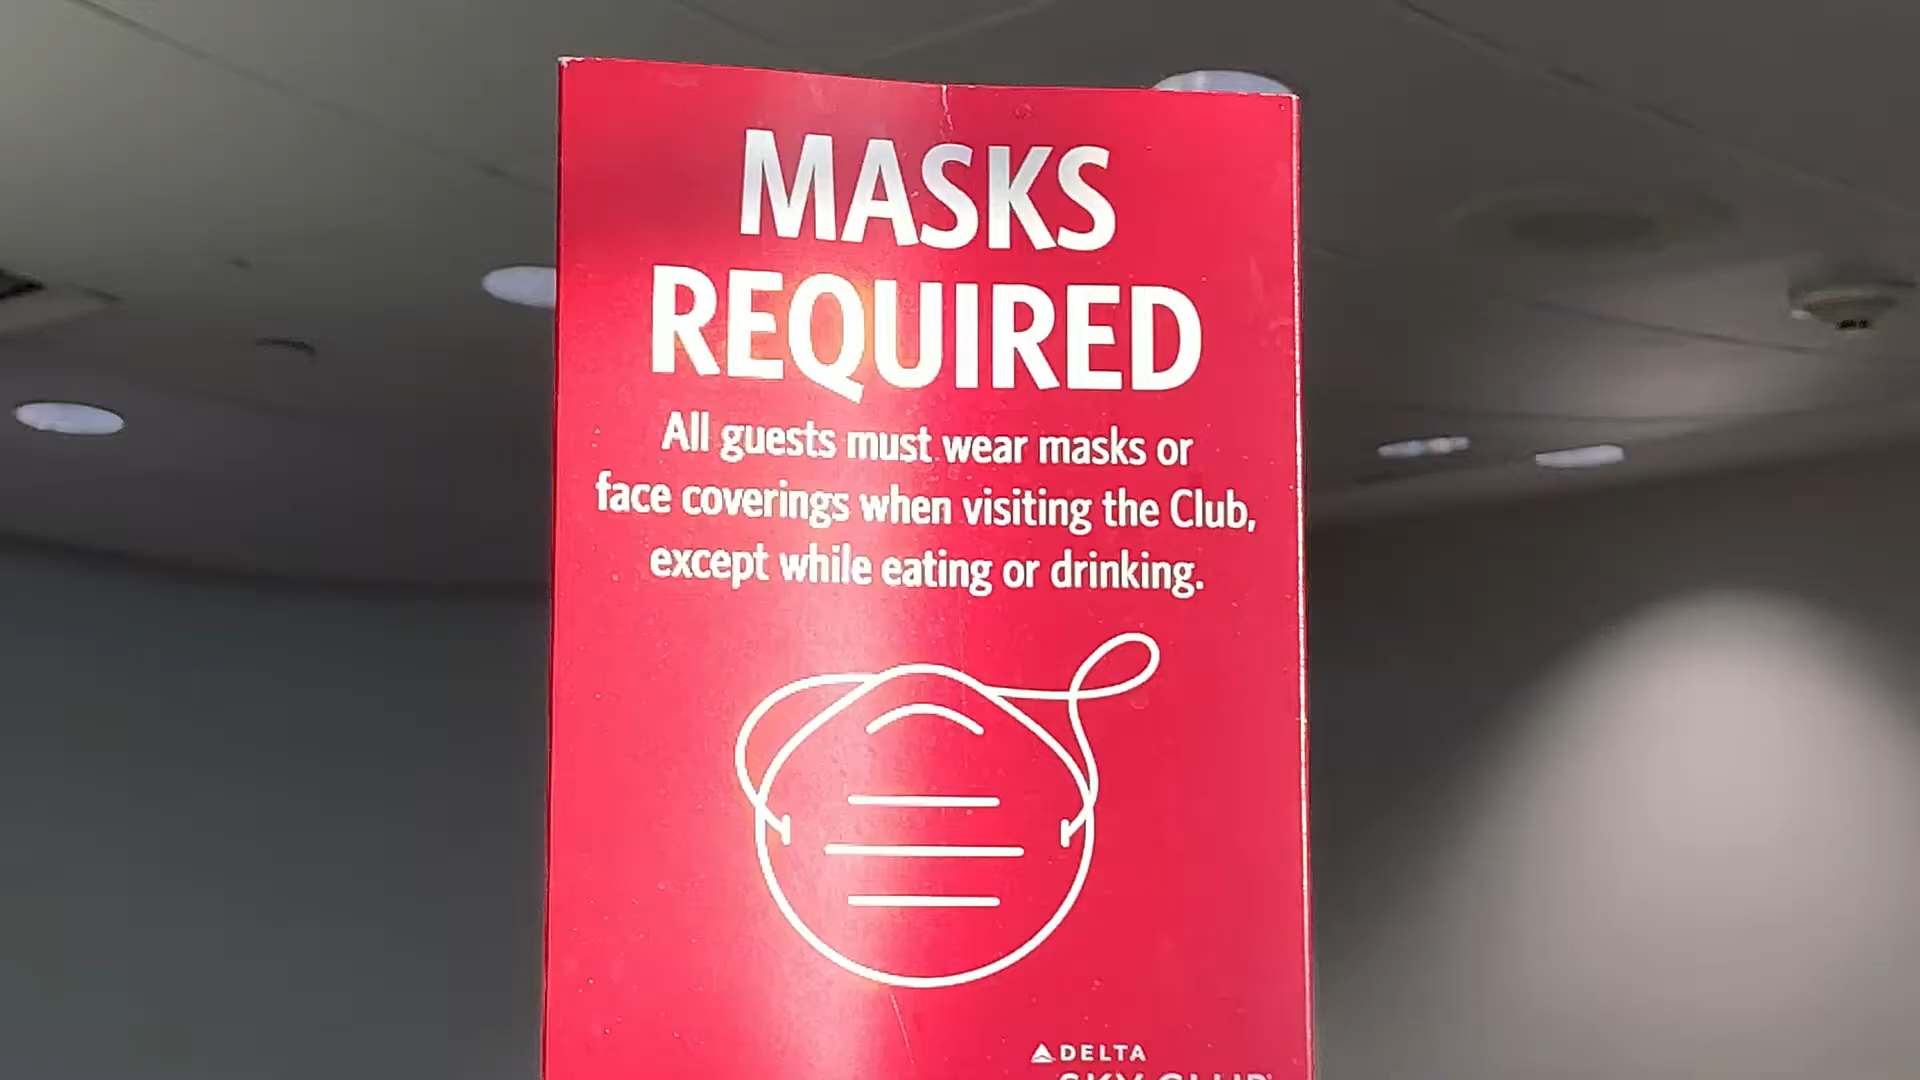 MASKS
REQUIRED
All guests must wear masks or
face coverings when visiting the Club,
except while eating or drinking.
DELTA
SKY CLUB